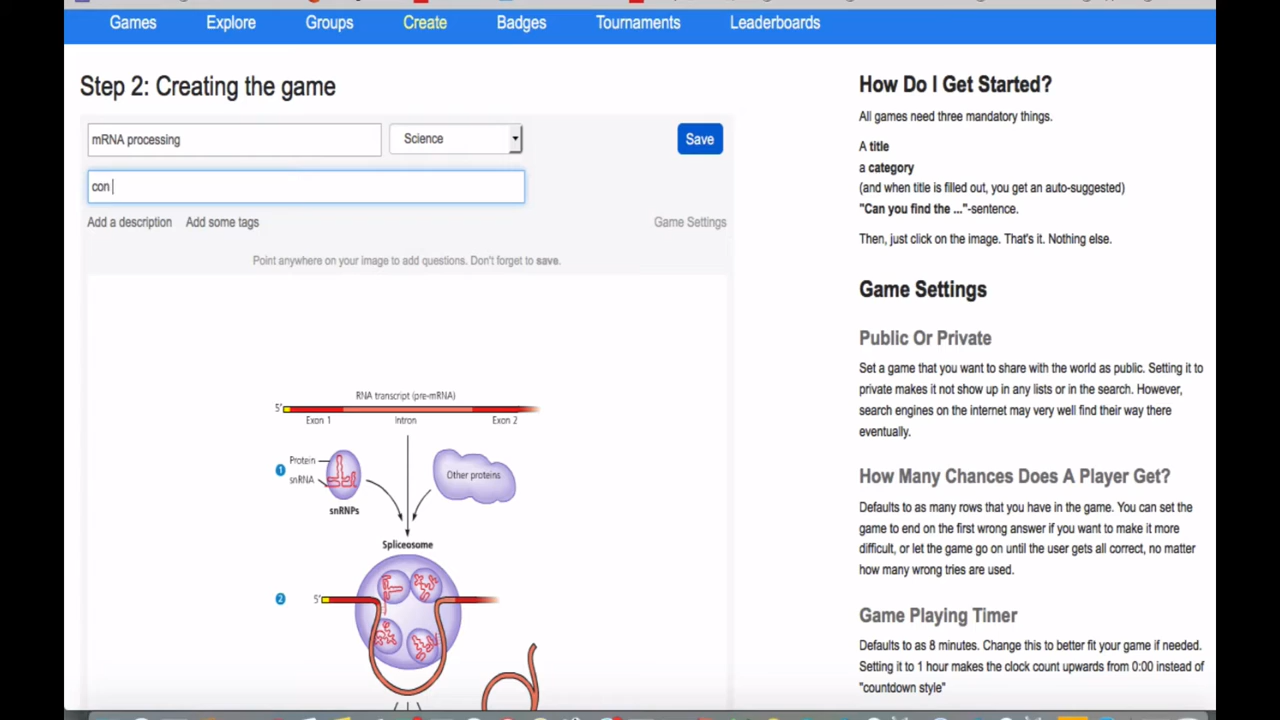 Games Explore Groups Create Badges Tournaments Leaderboards
Step 2: Creating the game
mRNA processing
Science
Save
con
Add a description Add some tags
Game Settings
Point anywhere on your image to add questions. Don't forget to save.
RNA transcript (pre-mRNA)
5'
Exon 1 Intron Exon 2
1
Protein
snRNA
snRNPs
Other proteins
Spliceosome
2
5'
How Do I Get Started?
All games need three mandatory things.
A title
a category
(and when title is filled out, you get an auto-suggested)
"Can you find the ..."-sentence.
Then, just click on the image. That's it. Nothing else.
Game Settings
Public Or Private
Set a game that you want to share with the world as public. Setting it to
private makes it not show up in any lists or in the search. However,
search engines on the internet may very well find their way there
eventually.
How Many Chances Does A Player Get?
Defaults to as many rows that you have in the game. You can set the
game to end on the first wrong answer if you want to make it more
difficult, or let the game go on until the user gets all correct, no matter
how many wrong tries are used.
Game Playing Timer
Defaults to as 8 minutes. Change this to better fit your game if needed.
Setting it to 1 hour makes the clock count upwards from 0:00 instead of
"countdown style"